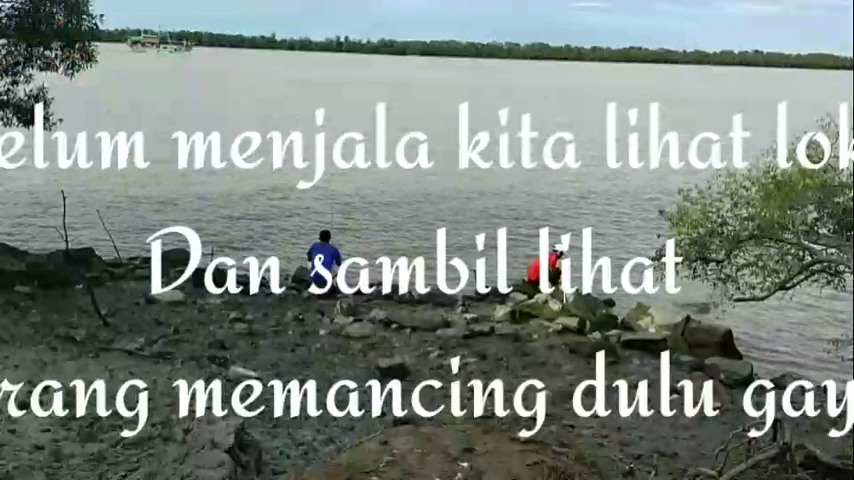 elum menjala kita lihat lok
Dan sambil lihat
rang memancing dulu gay